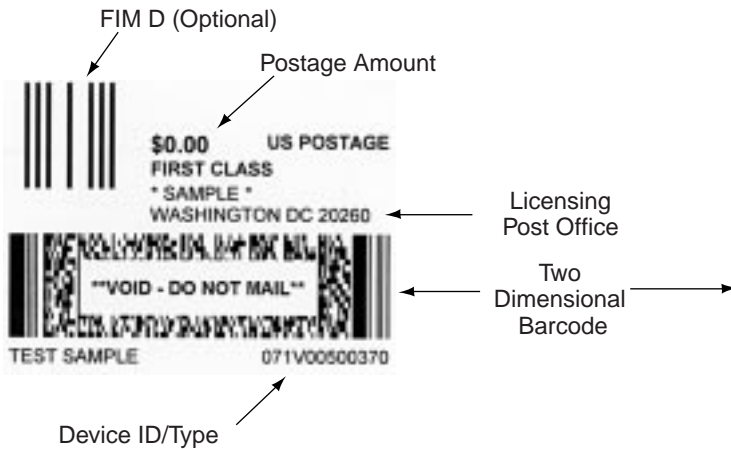 FIM D (Optional)
Postage Amount
$0.00 US POSTAGE
FIRST CLASS
* SAMPLE *
WASHINGTON DC 20260
Licensing
Post Office
**VOID - DO NOT MAIL**
Two
Dimensional
Barcode
TEST SAMPLE 071V00500370
Device ID/Type